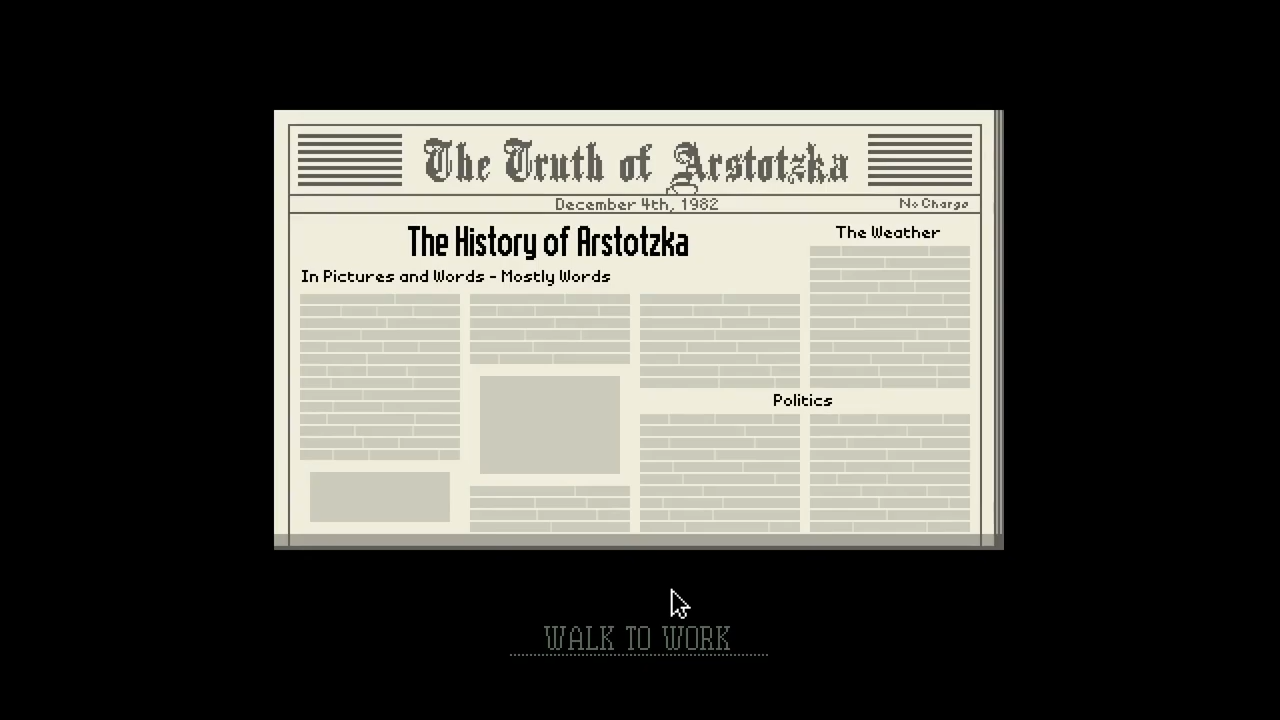 The Truth of Arstotzka
December 4th, 1982
No Charge
The History of Arstotzka
In Pictures and Words - Mostly Words
The Weather
Politics
WALK TO WORK